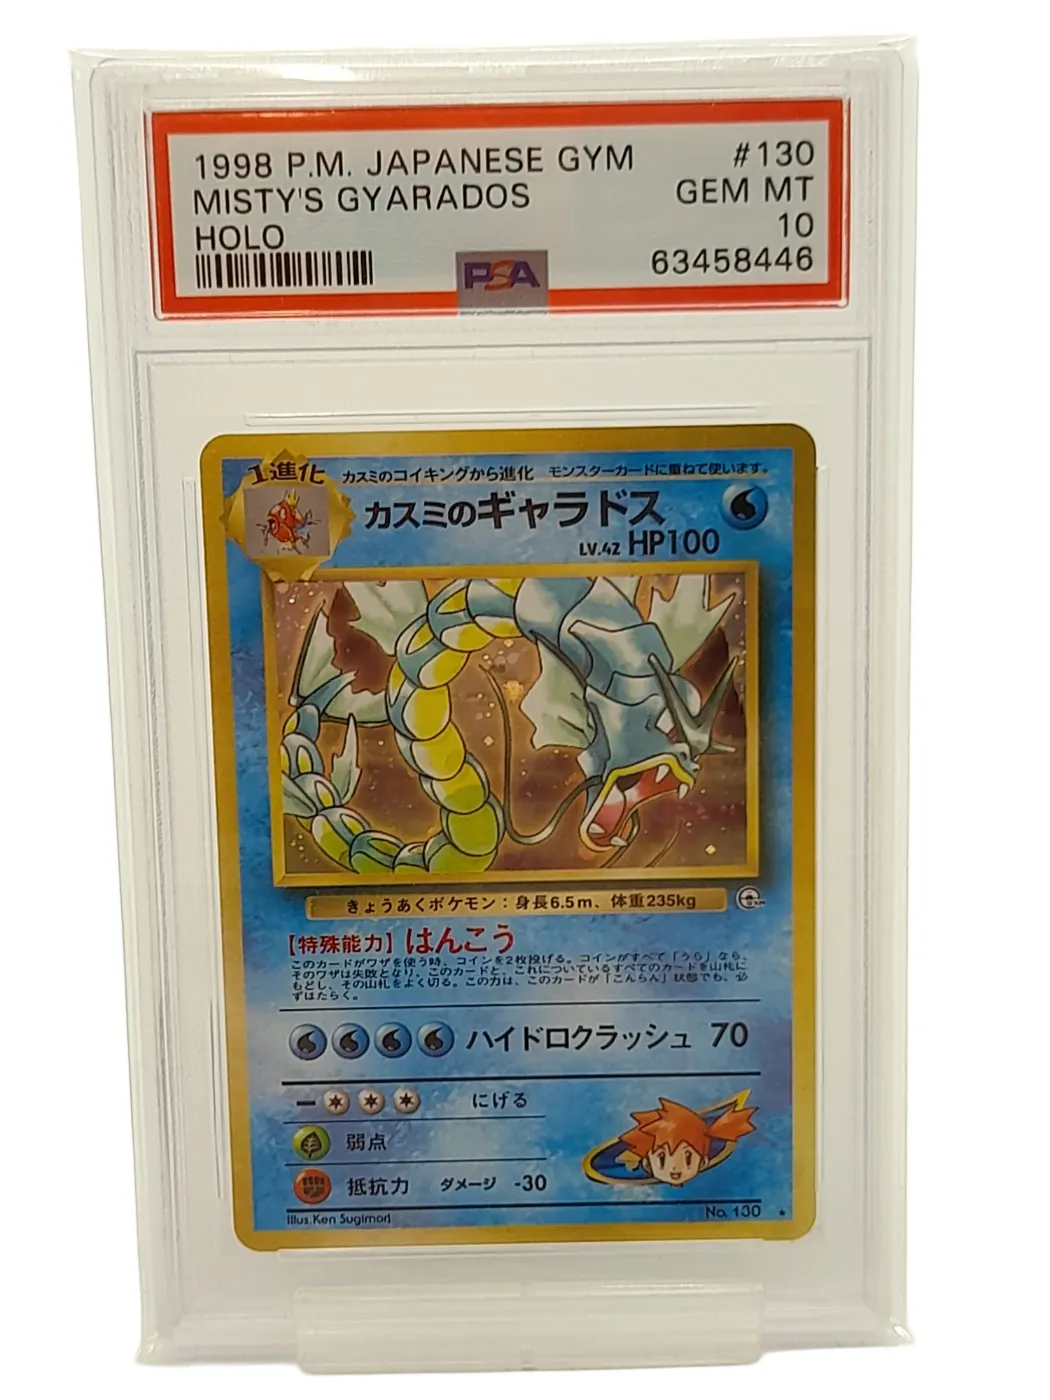 1998 P.M. JAPANESE GYM #130
MISTY'S GYARADOS GEM MT
HOLO 10
PSA 63458446
1進化 カスミのコイキングから進化 モンスターカードに重ねて使います。
カスミのギャラドス
LV.42 HP100
きょうあくポケモン：身長6.5m、体重235kg
【特殊能力】はんこう
このカードがワザを使う時、コインを2枚投げる。コインがすべて「うら」なら、
そのワザは失敗となり、このカードと、これについているすべてのカードを山札に
もどし、その山札をよく切る。この力は、このカードが「こんらん」状態でも、必
ずはたらく。
ハイドロクラッシュ 70
にげる
弱点
抵抗力 ダメージ -30
Illus.Ken Sugimori No. 130